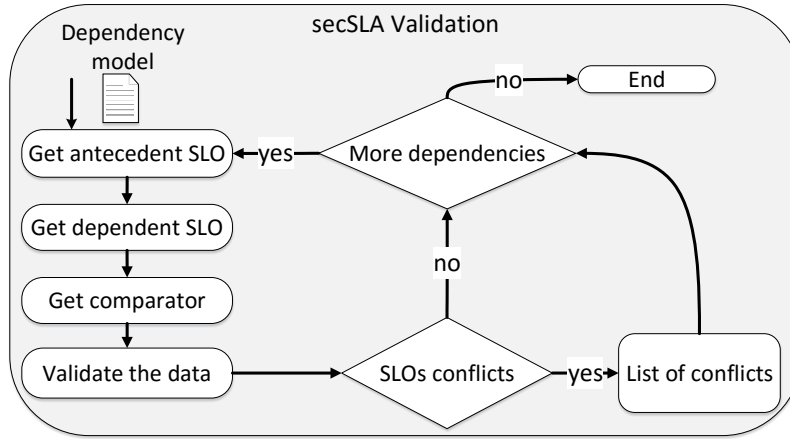 secSLA Validation
Dependency
model
no
End
Get antecedent SLO
yes
More dependencies
Get dependent SLO
no
Get comparator
Validate the data
SLOs conflicts
yes
List of conflicts